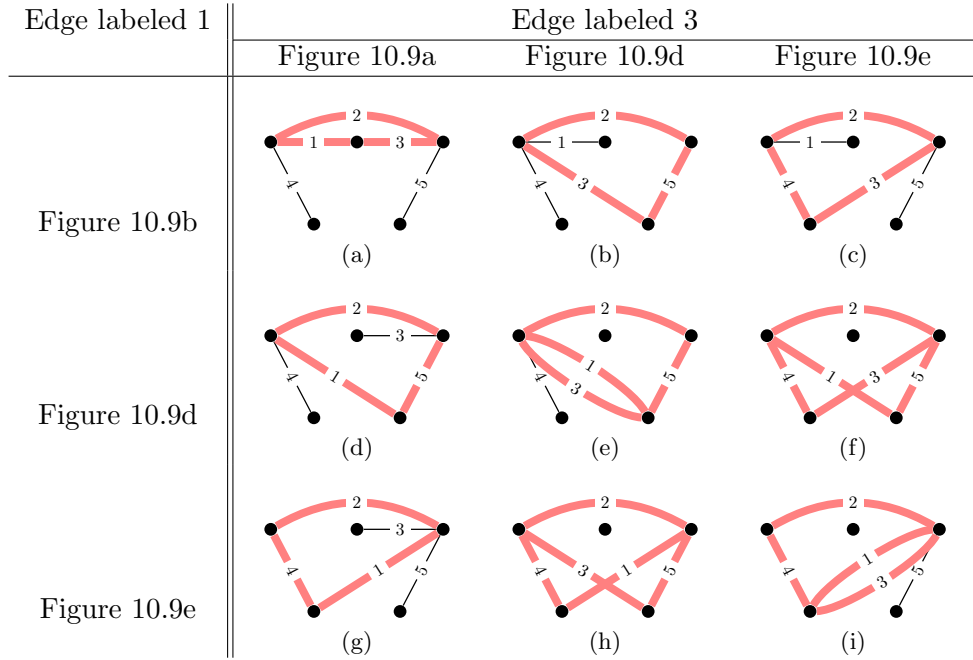 Edge labeled 1 Edge labeled 3
Figure 10.9a Figure 10.9d Figure 10.9e
2 2 2
1 3 1 1
4 5 4 3 5 4 3 5
Figure 10.9b
(a) (b) (c)
2 2 2
3
4 1 5 4 1 3 5 4 1 3 5
Figure 10.9d
(d) (e) (f)
2 2 2
3
4 1 5 4 3 1 5 1 3 5
Figure 10.9e
(g) (h) (i)